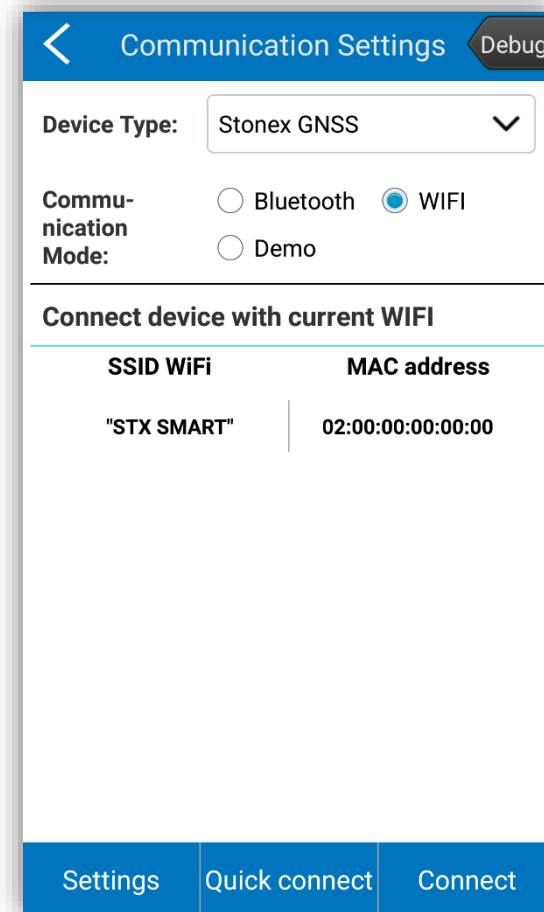 Communication Settings Debug
Device Type: Stonex GNSS
Commu-
nication
Mode:
Bluetooth WIFI
Demo
Connect device with current WIFI
SSID WiFi MAC address
"STX SMART" 02:00:00:00:00:00
Settings Quick connect Connect